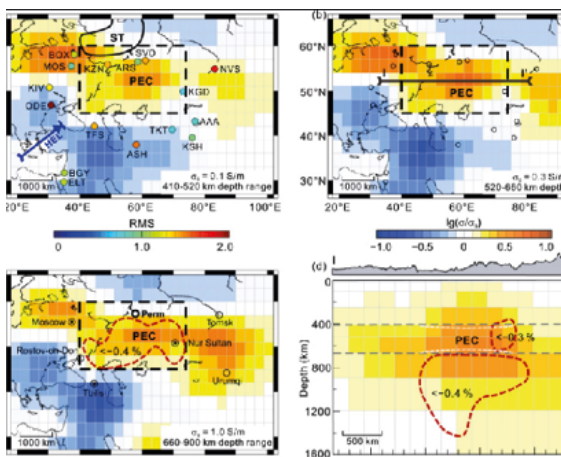 (b)
ST
BOX
SVD
MOS
KZN
ARS
NVS
PEC
KIV
KGD
ODE
AAA
HEL
TFS
TKT
ASH
KSH
BGY
ELT
1000 km
σ₀ = 0.1 S/m
410-520 km depth range
20°E
40°E
60°E
80°E
100°E
60°N
50°N
40°N
30°N
PEC
I
I'
1000 km
σ₀ = 0.3 S/m
520-660 km depth
20°E
40°E
60°E
80°E
RMS
0
1.0
2.0
lg(σ/σ₀)
−1.0
−0.5
0
0.5
1.0
Perm
Moscow
PEC
Tomsk
Nur Sultan
<−0.4 %
Rostov-on-Don
Urumqi
1000 km
σ₀ = 1.0 S/m
660-900 km depth range
(d)
I
0
400
800
1200
1600
Depth (km)
PEC
<−0.3 %
<−0.4 %
500 km